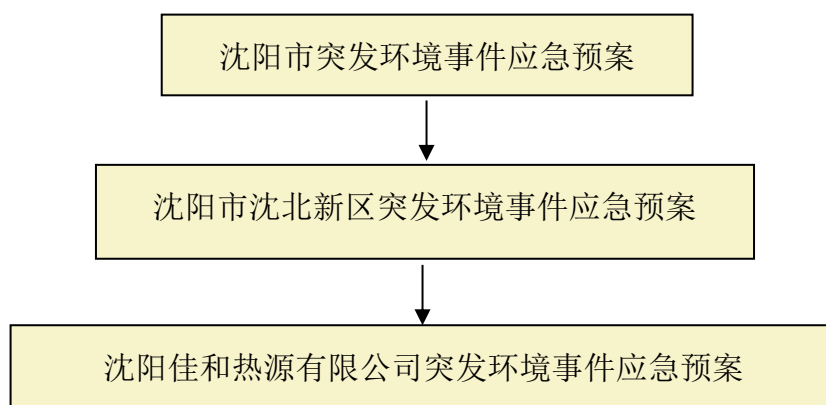 沈阳市突发环境事件应急预案
沈阳市沈北新区突发环境事件应急预案
沈阳佳和热源有限公司突发环境事件应急预案